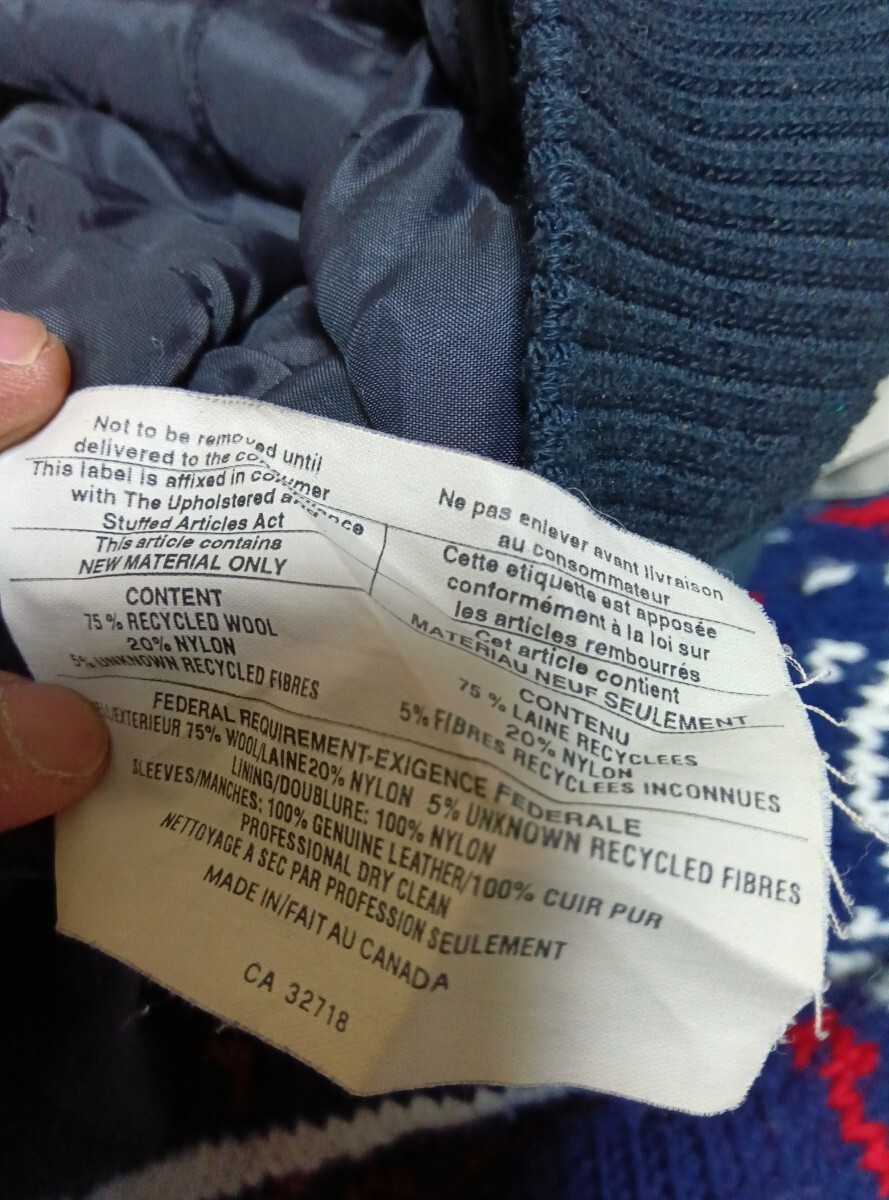 Not to be removed until
delivered to the
This label is affixed in
with The Upholstered
Stuffed Articles Act
This article contains
NEW MATERIAL ONLY
CONTENT
75 % RECYCLED WOOL
20% NYLON
5% UNKNOWN RECYCLED FIBRES
Ne pas enlever avant livraison
au consommateur
Cette etiquette est apposée
conformément à la loi sur
les articles rembourrés
Cet article contient
MATERIAU NEUF SEULEMENT
CONTENU
75 % LAINE RECYCLEES
20% NYLON
5% FIBRES RECYCLEES INCONNUES
FEDERAL REQUIREMENT-EXIGENCE FEDERALE
/EXTERIEUR 75% WOOL/LAINE 20% NYLON 5% UNKNOWN RECYCLED FIBRES
LINING/DOUBLURE: 100% NYLON
SLEEVES/MANCHES: 100% GENUINE LEATHER/100% CUIR PUR
PROFESSIONAL DRY CLEAN
NETTOYAGE A SEC PAR PROFESSION SEULEMENT
MADE IN/FAIT AU CANADA
CA 32718